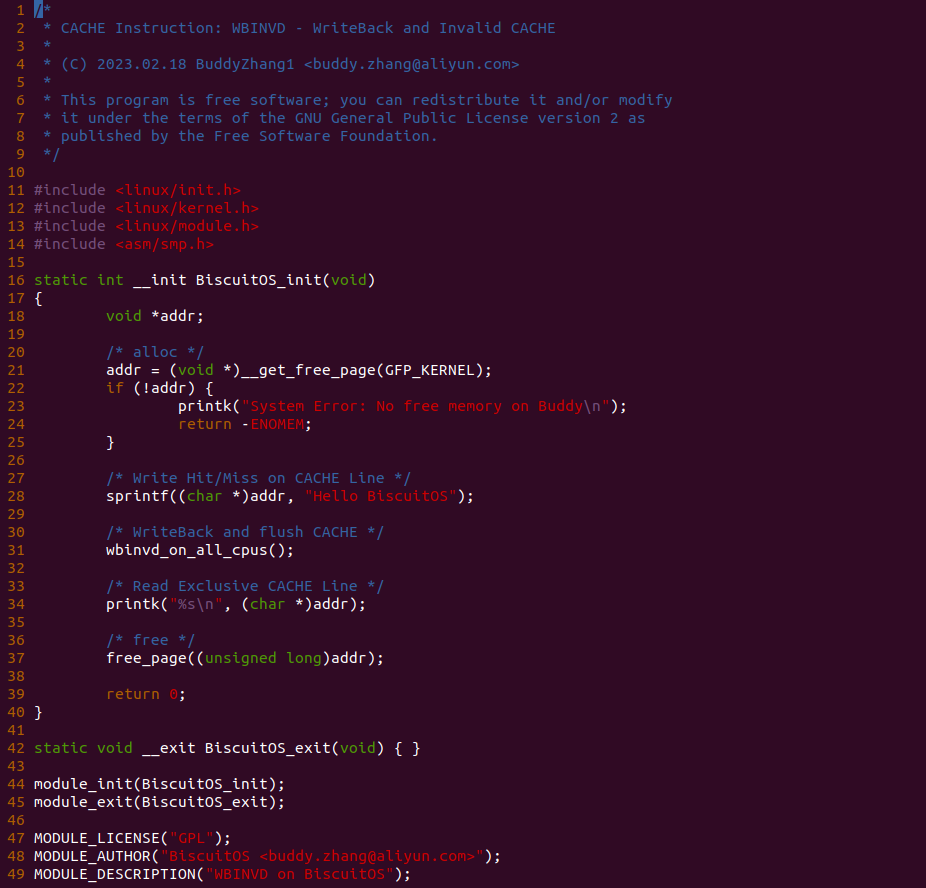 1 /*
2  * CACHE Instruction: WBINVD - WriteBack and Invalid CACHE
3  *
4  * (C) 2023.02.18 BuddyZhang1 <buddy.zhang@aliyun.com>
5  *
6  * This program is free software; you can redistribute it and/or modify
7  * it under the terms of the GNU General Public License version 2 as
8  * published by the Free Software Foundation.
9  */
10
11 #include <linux/init.h>
12 #include <linux/kernel.h>
13 #include <linux/module.h>
14 #include <asm/smp.h>
15
16 static int __init BiscuitOS_init(void)
17 {
18         void *addr;
19
20         /* alloc */
21         addr = (void *)__get_free_page(GFP_KERNEL);
22         if (!addr) {
23                 printk("System Error: No free memory on Buddy\n");
24                 return -ENOMEM;
25         }
26
27         /* Write Hit/Miss on CACHE Line */
28         sprintf((char *)addr, "Hello BiscuitOS");
29
30         /* WriteBack and flush CACHE */
31         wbinvd_on_all_cpus();
32
33         /* Read Exclusive CACHE Line */
34         printk("%s\n", (char *)addr);
35
36         /* free */
37         free_page((unsigned long)addr);
38
39         return 0;
40 }
41
42 static void __exit BiscuitOS_exit(void) { }
43
44 module_init(BiscuitOS_init);
45 module_exit(BiscuitOS_exit);
46
47 MODULE_LICENSE("GPL");
48 MODULE_AUTHOR("BiscuitOS <buddy.zhang@aliyun.com>");
49 MODULE_DESCRIPTION("WBINVD on BiscuitOS");